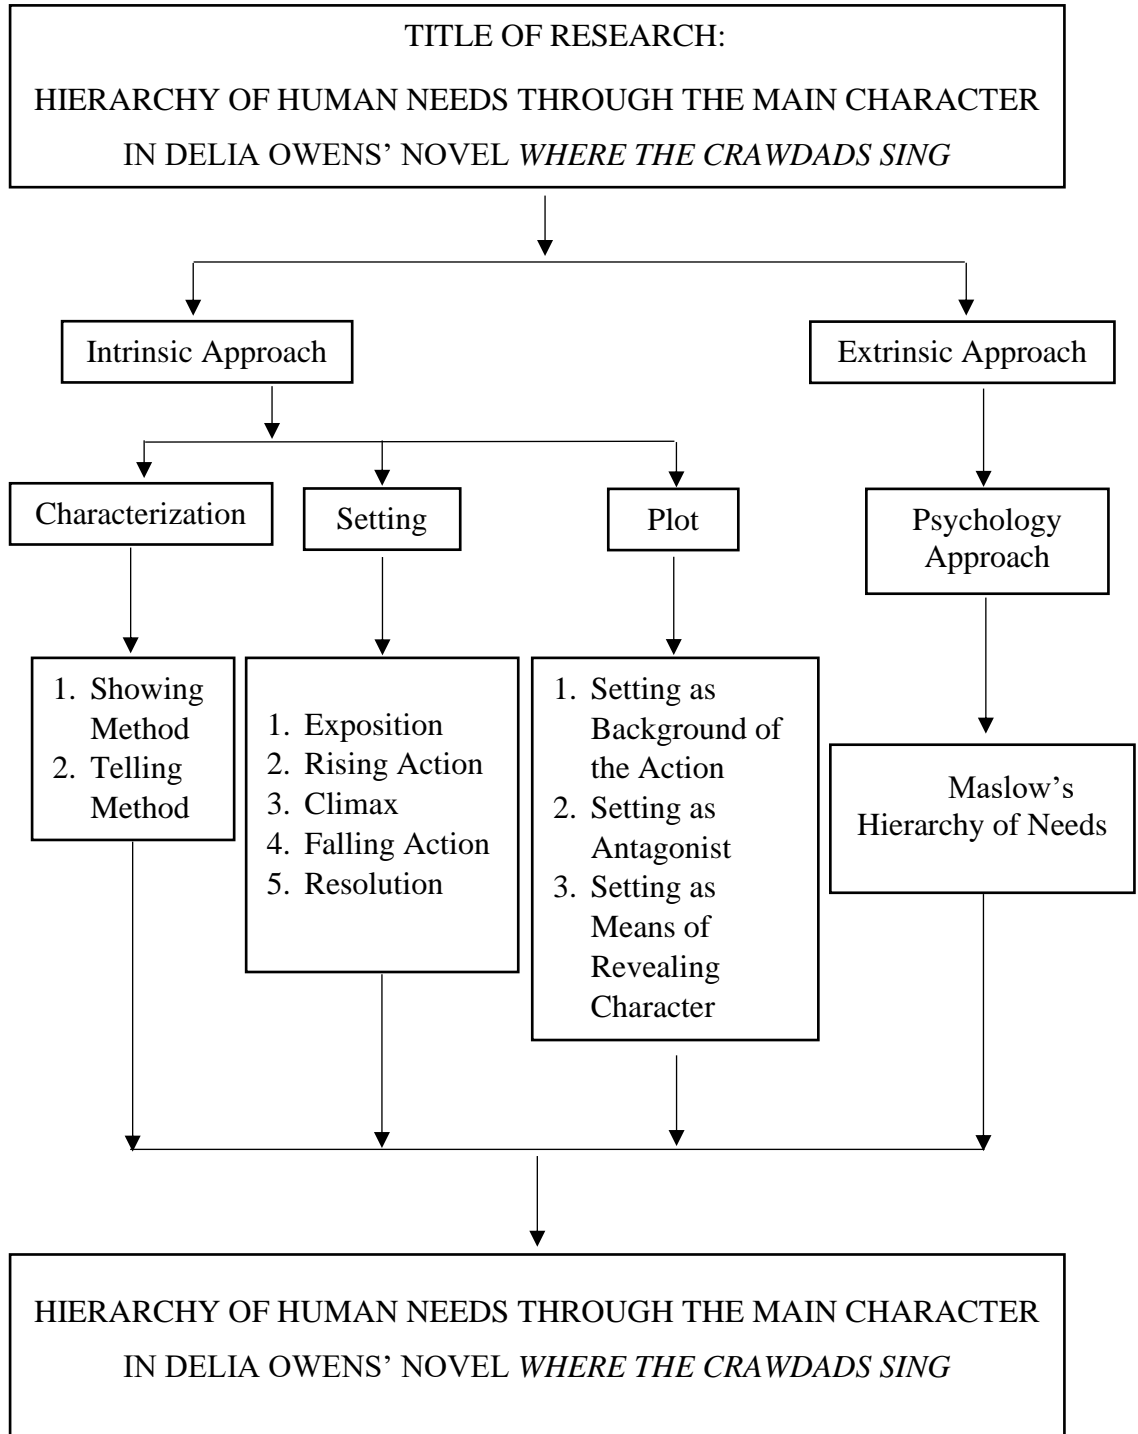 TITLE OF RESEARCH:
HIERARCHY OF HUMAN NEEDS THROUGH THE MAIN CHARACTER
IN DELIA OWENS’ NOVEL WHERE THE CRAWDADS SING
Intrinsic Approach
Extrinsic Approach
Characterization
Setting
Plot
Psychology
Approach
1. Showing
Method
2. Telling
Method
1. Exposition
2. Rising Action
3. Climax
4. Falling Action
5. Resolution
1. Setting as
Background of
the Action
2. Setting as
Antagonist
3. Setting as
Means of
Revealing
Character
Maslow’s
Hierarchy of Needs
HIERARCHY OF HUMAN NEEDS THROUGH THE MAIN CHARACTER
IN DELIA OWENS’ NOVEL WHERE THE CRAWDADS SING